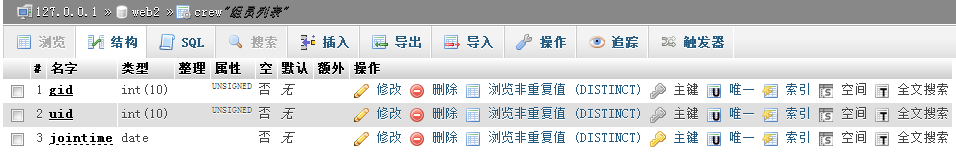 127.0.0.1 » web2 » crew "组员列表"
浏览 结构 SQL 搜索 插入 导出 导入 操作 追踪 触发器
# 名字 类型 整理 属性 空 默认 额外 操作
1 gid int(10) UNSIGNED 否 无 修改 删除 浏览非重复值 (DISTINCT) 主键 U 唯一 索引 S 空间 T 全文搜索
2 uid int(10) UNSIGNED 否 无 修改 删除 浏览非重复值 (DISTINCT) 主键 U 唯一 索引 S 空间 T 全文搜索
3 jointime date 否 无 修改 删除 浏览非重复值 (DISTINCT) 主键 U 唯一 索引 S 空间 T 全文搜索